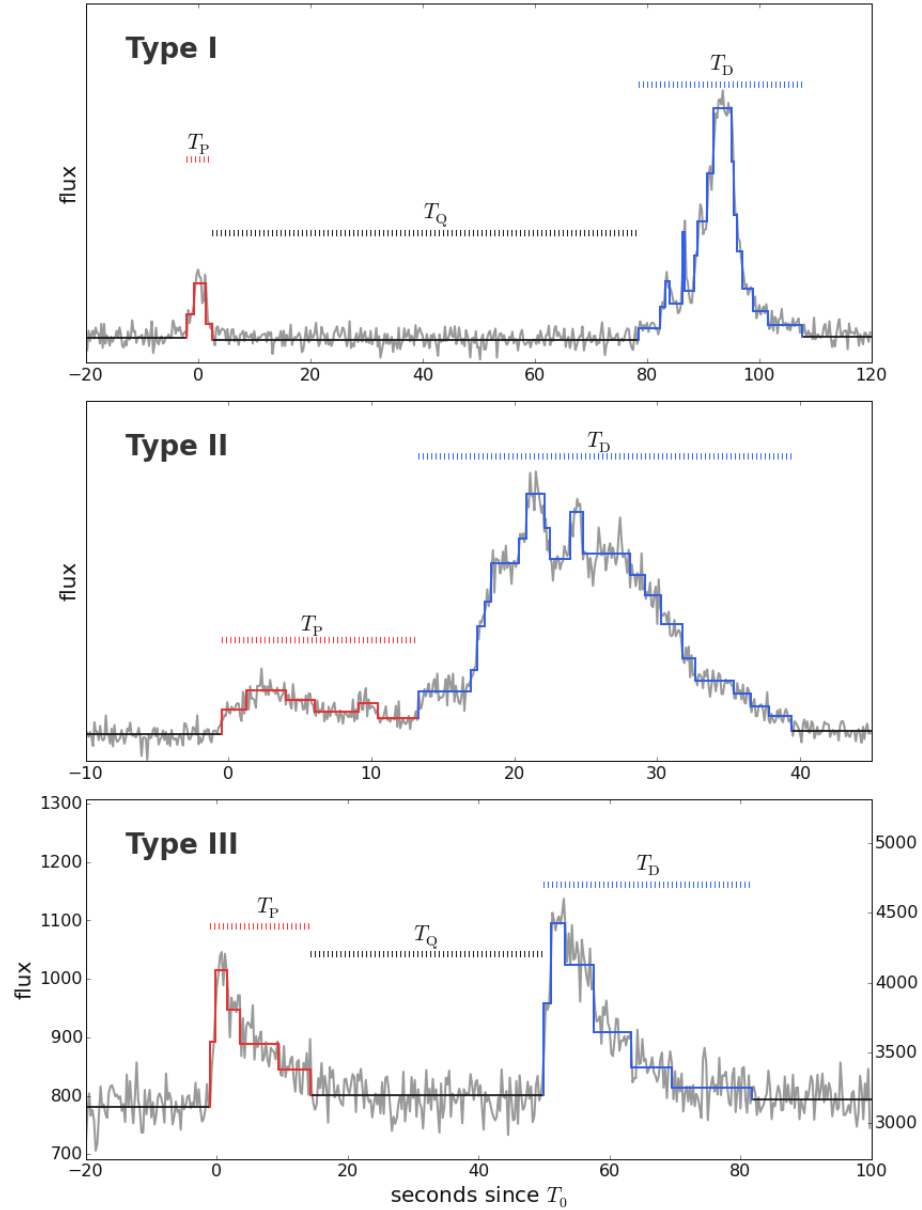 Type I
T_D
T_P
T_Q
flux
−20 0 20 40 60 80 100 120
Type II
T_D
T_P
flux
−10 0 10 20 30 40
1300
1200
1100
1000
900
800
700
Type III
T_D
T_P
T_Q
flux
5000
4500
4000
3500
3000
−20 0 20 40 60 80 100
seconds since T_0